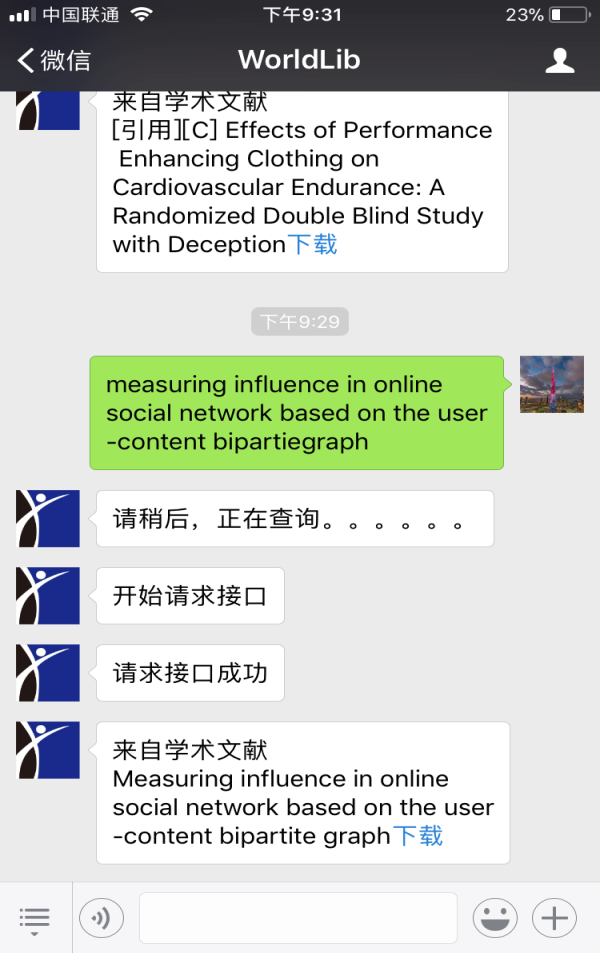 中国联通
下午9:31
23%
微信
WorldLib
来自学术文献
[引用][C] Effects of Performance
Enhancing Clothing on
Cardiovascular Endurance: A
Randomized Double Blind Study
with Deception下载
下午9:29
measuring influence in online
social network based on the user
-content bipartiegraph
请稍后，正在查询。。。。。。
开始请求接口
请求接口成功
来自学术文献
Measuring influence in online
social network based on the user
-content bipartite graph下载